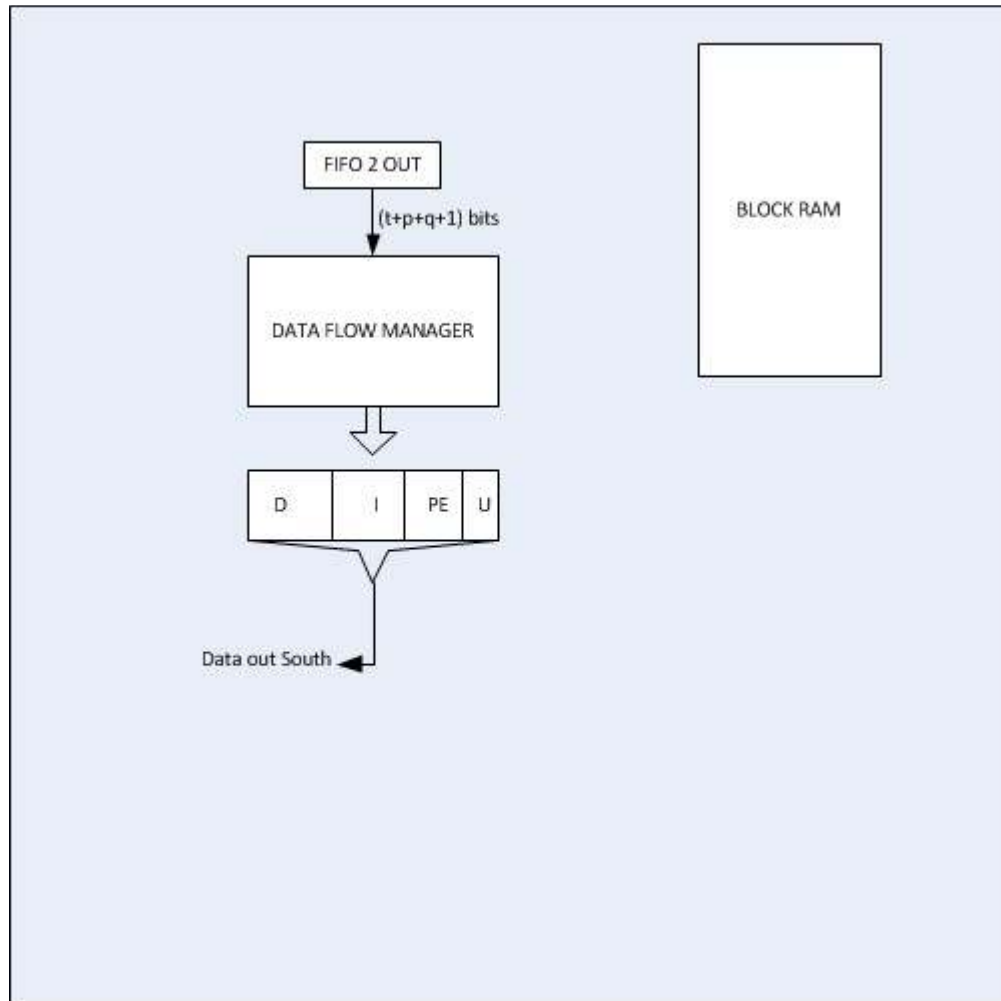 FIFO 2 OUT
(t+p+q+1) bits
BLOCK RAM
DATA FLOW MANAGER
D I PE U
Data out South